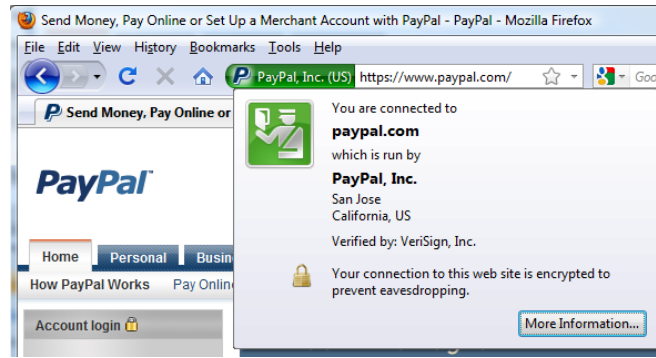 Send Money, Pay Online or Set Up a Merchant Account with PayPal - PayPal - Mozilla Firefox
File Edit View History Bookmarks Tools Help
PayPal, Inc. (US) https://www.paypal.com/ Goo
Send Money, Pay Online or
You are connected to
paypal.com
which is run by
PayPal, Inc.
San Jose
California, US
Verified by: VeriSign, Inc.
Your connection to this web site is encrypted to
prevent eavesdropping.
More Information...
PayPal
Home Personal Busin
How PayPal Works Pay Online
Account login